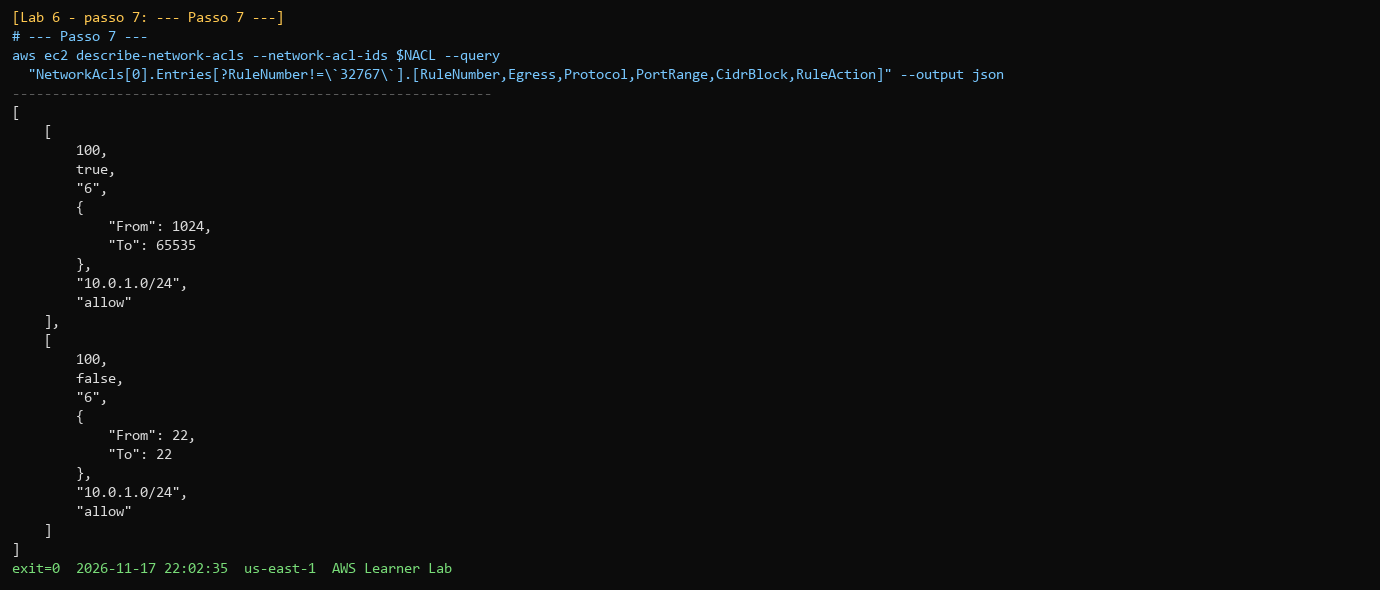 [Lab 6 - passo 7: --- Passo 7 ---]
# --- Passo 7 ---
aws ec2 describe-network-acls --network-acl-ids $NACL --query
  "NetworkAcls[0].Entries[?RuleNumber!=\`32767\`].[RuleNumber,Egress,Protocol,PortRange,CidrBlock,RuleAction]" --output json
------------------------------------------------------------
[
    [
        100,
        true,
        "6",
        {
            "From": 1024,
            "To": 65535
        },
        "10.0.1.0/24",
        "allow"
    ],
    [
        100,
        false,
        "6",
        {
            "From": 22,
            "To": 22
        },
        "10.0.1.0/24",
        "allow"
    ]
]
exit=0  2026-11-17 22:02:35  us-east-1  AWS Learner Lab